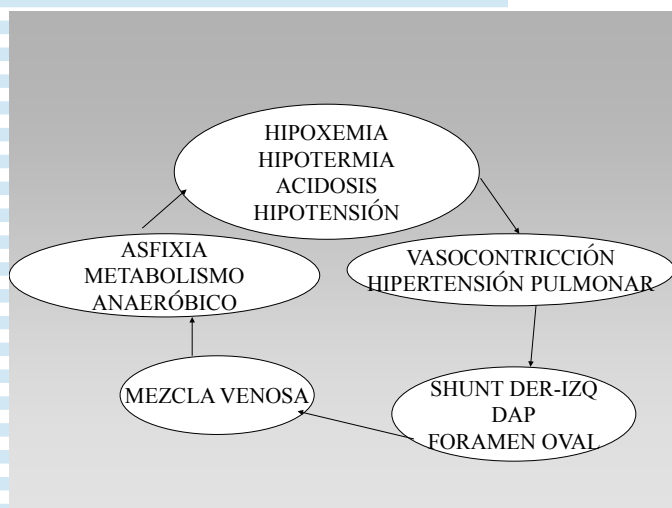 HIPOXEMIA
HIPOTERMIA
ACIDOSIS
HIPOTENSIÓN
ASFIXIA
METABOLISMO
ANAERÓBICO
VASOCONTRICCIÓN
HIPERTENSIÓN PULMONAR
MEZCLA VENOSA
SHUNT DER-IZQ
DAP
FORAMEN OVAL